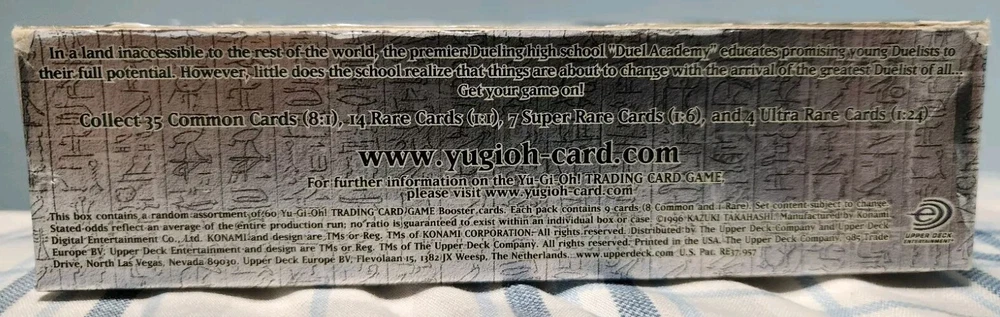 In a land inaccessible to the rest of the world, the premier Dueling high school "Duel Academy" educates promising young Duelists to
their full potential. However, little does the school realize that things are about to change with the arrival of the greatest Duelist of all...
Get your game on!
Collect 35 Common Cards (8:1), 14 Rare Cards (1:1), 7 Super Rare Cards (1:6), and 4 Ultra Rare Cards (1:24)
www.yugioh-card.com
For further information on the Yu-Gi-Oh! TRADING CARD GAME,
please visit www.yugioh-card.com
This box contains a random assortment of 60 Yu-Gi-Oh! TRADING CARD GAME Booster cards. Each pack contains 9 cards (8 Common and 1 Rare). Set content subject to change.
Stated odds reflect an average of the entire production run; no ratio is guaranteed to exist within an individual box or case. ©1996 KAZUKI TAKAHASHI. Manufactured by Konami
Digital Entertainment Co., Ltd. KONAMI and design are TMs or Reg. TMs of KONAMI CORPORATION. All rights reserved. Distributed by The Upper Deck Company and Upper Deck
Europe BV; Upper Deck Entertainment and design are TMs or Reg. TMs of The Upper Deck Company. All rights reserved. Printed in the USA. The Upper Deck Company, 985 Trade
Drive, North Las Vegas, Nevada 89030. Upper Deck Europe BV, Flevolaan 15, 1382 JX Weesp, The Netherlands. www.upperdeck.com U.S. Pat. RE37,957
UPPER DECK
ENTERTAINMENT